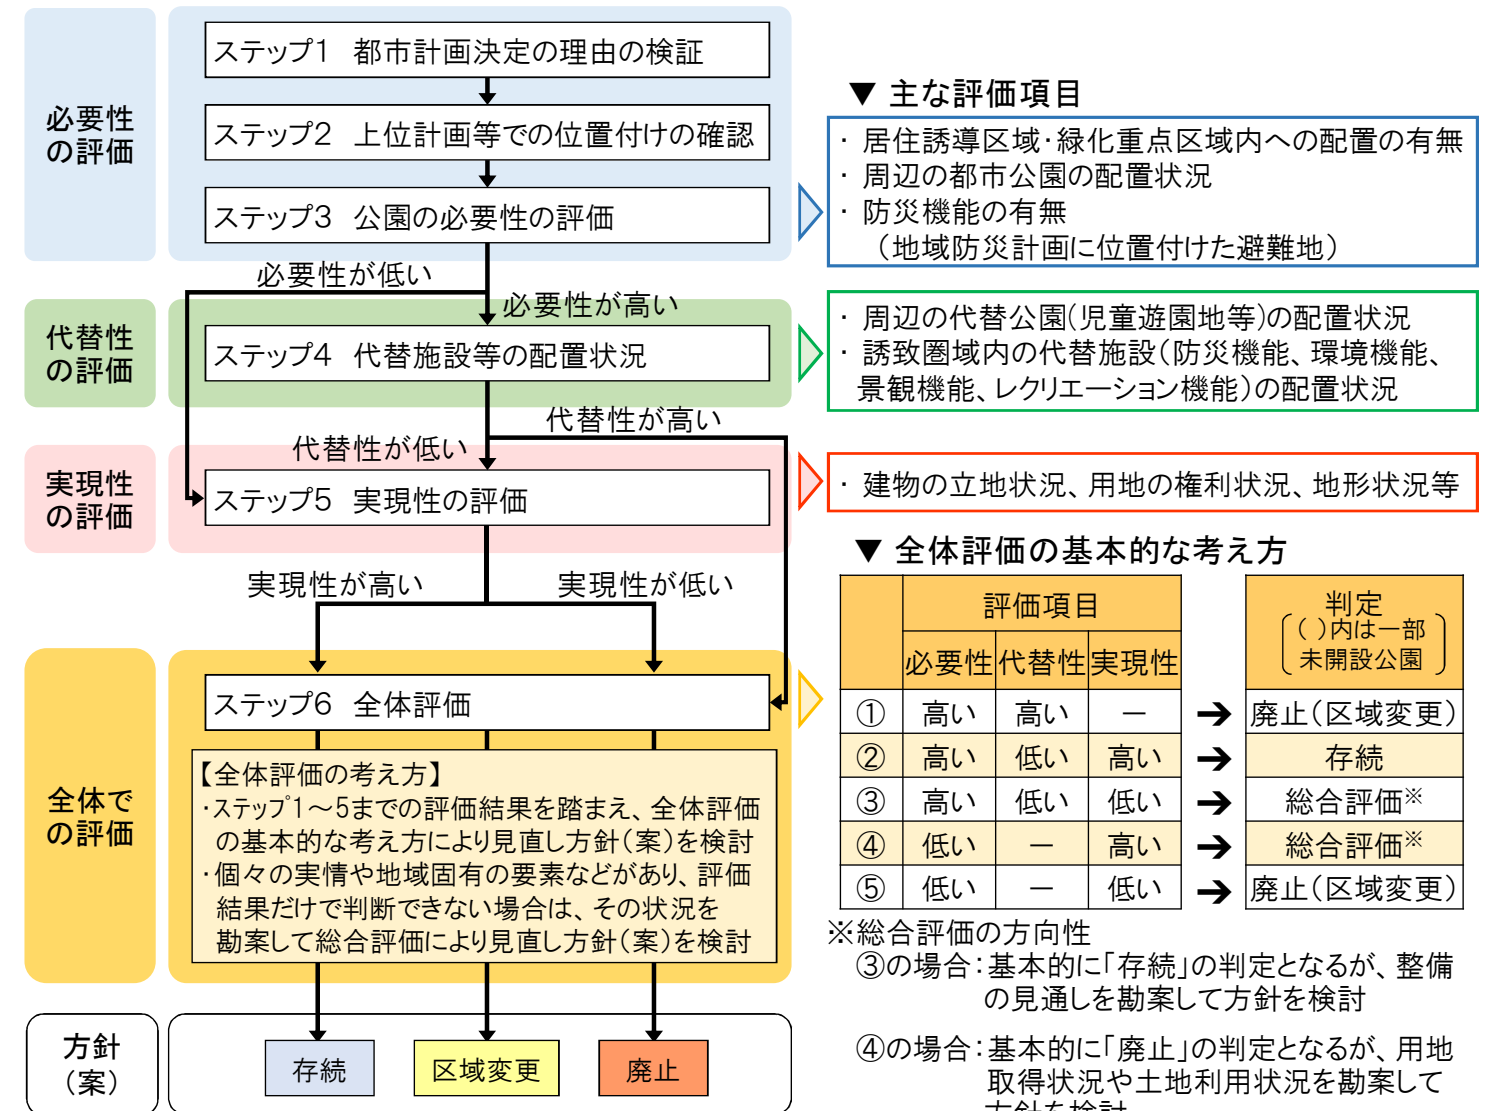 必要性
の評価
ステップ1 都市計画決定の理由の検証
ステップ2 上位計画等での位置付けの確認
ステップ3 公園の必要性の評価
▼ 主な評価項目
・ 居住誘導区域・緑化重点区域内への配置の有無
・ 周辺の都市公園の配置状況
・ 防災機能の有無
（地域防災計画に位置付けた避難地）
必要性が低い
必要性が高い
代替性
の評価
ステップ4 代替施設等の配置状況
・ 周辺の代替公園(児童遊園地等)の配置状況
・ 誘致圏域内の代替施設（防災機能、環境機能、
景観機能、レクリエーション機能）の配置状況
代替性が高い
代替性が低い
実現性
の評価
ステップ5 実現性の評価
・ 建物の立地状況、用地の権利状況、地形状況等
実現性が高い
実現性が低い
全体で
の評価
ステップ6 全体評価
【全体評価の考え方】
・ステップ1～5までの評価結果を踏まえ、全体評価
の基本的な考え方により見直し方針（案）を検討
・個々の実情や地域固有の要素などがあり、評価
結果だけで判断できない場合は、その状況を
勘案して総合評価により見直し方針（案）を検討
▼ 全体評価の基本的な考え方
評価項目
判定
（ ）内は一部
未開設公園
必要性 代替性 実現性
① 高い 高い － ➔ 廃止（区域変更）
② 高い 低い 高い ➔ 存続
③ 高い 低い 低い ➔ 総合評価※
④ 低い － 高い ➔ 総合評価※
⑤ 低い － 低い ➔ 廃止（区域変更）
※総合評価の方向性
③の場合：基本的に「存続」の判定となるが、整備
の見通しを勘案して方針を検討
④の場合：基本的に「廃止」の判定となるが、用地
取得状況や土地利用状況を勘案して
方針を検討
方針
（案）
存続
区域変更
廃止